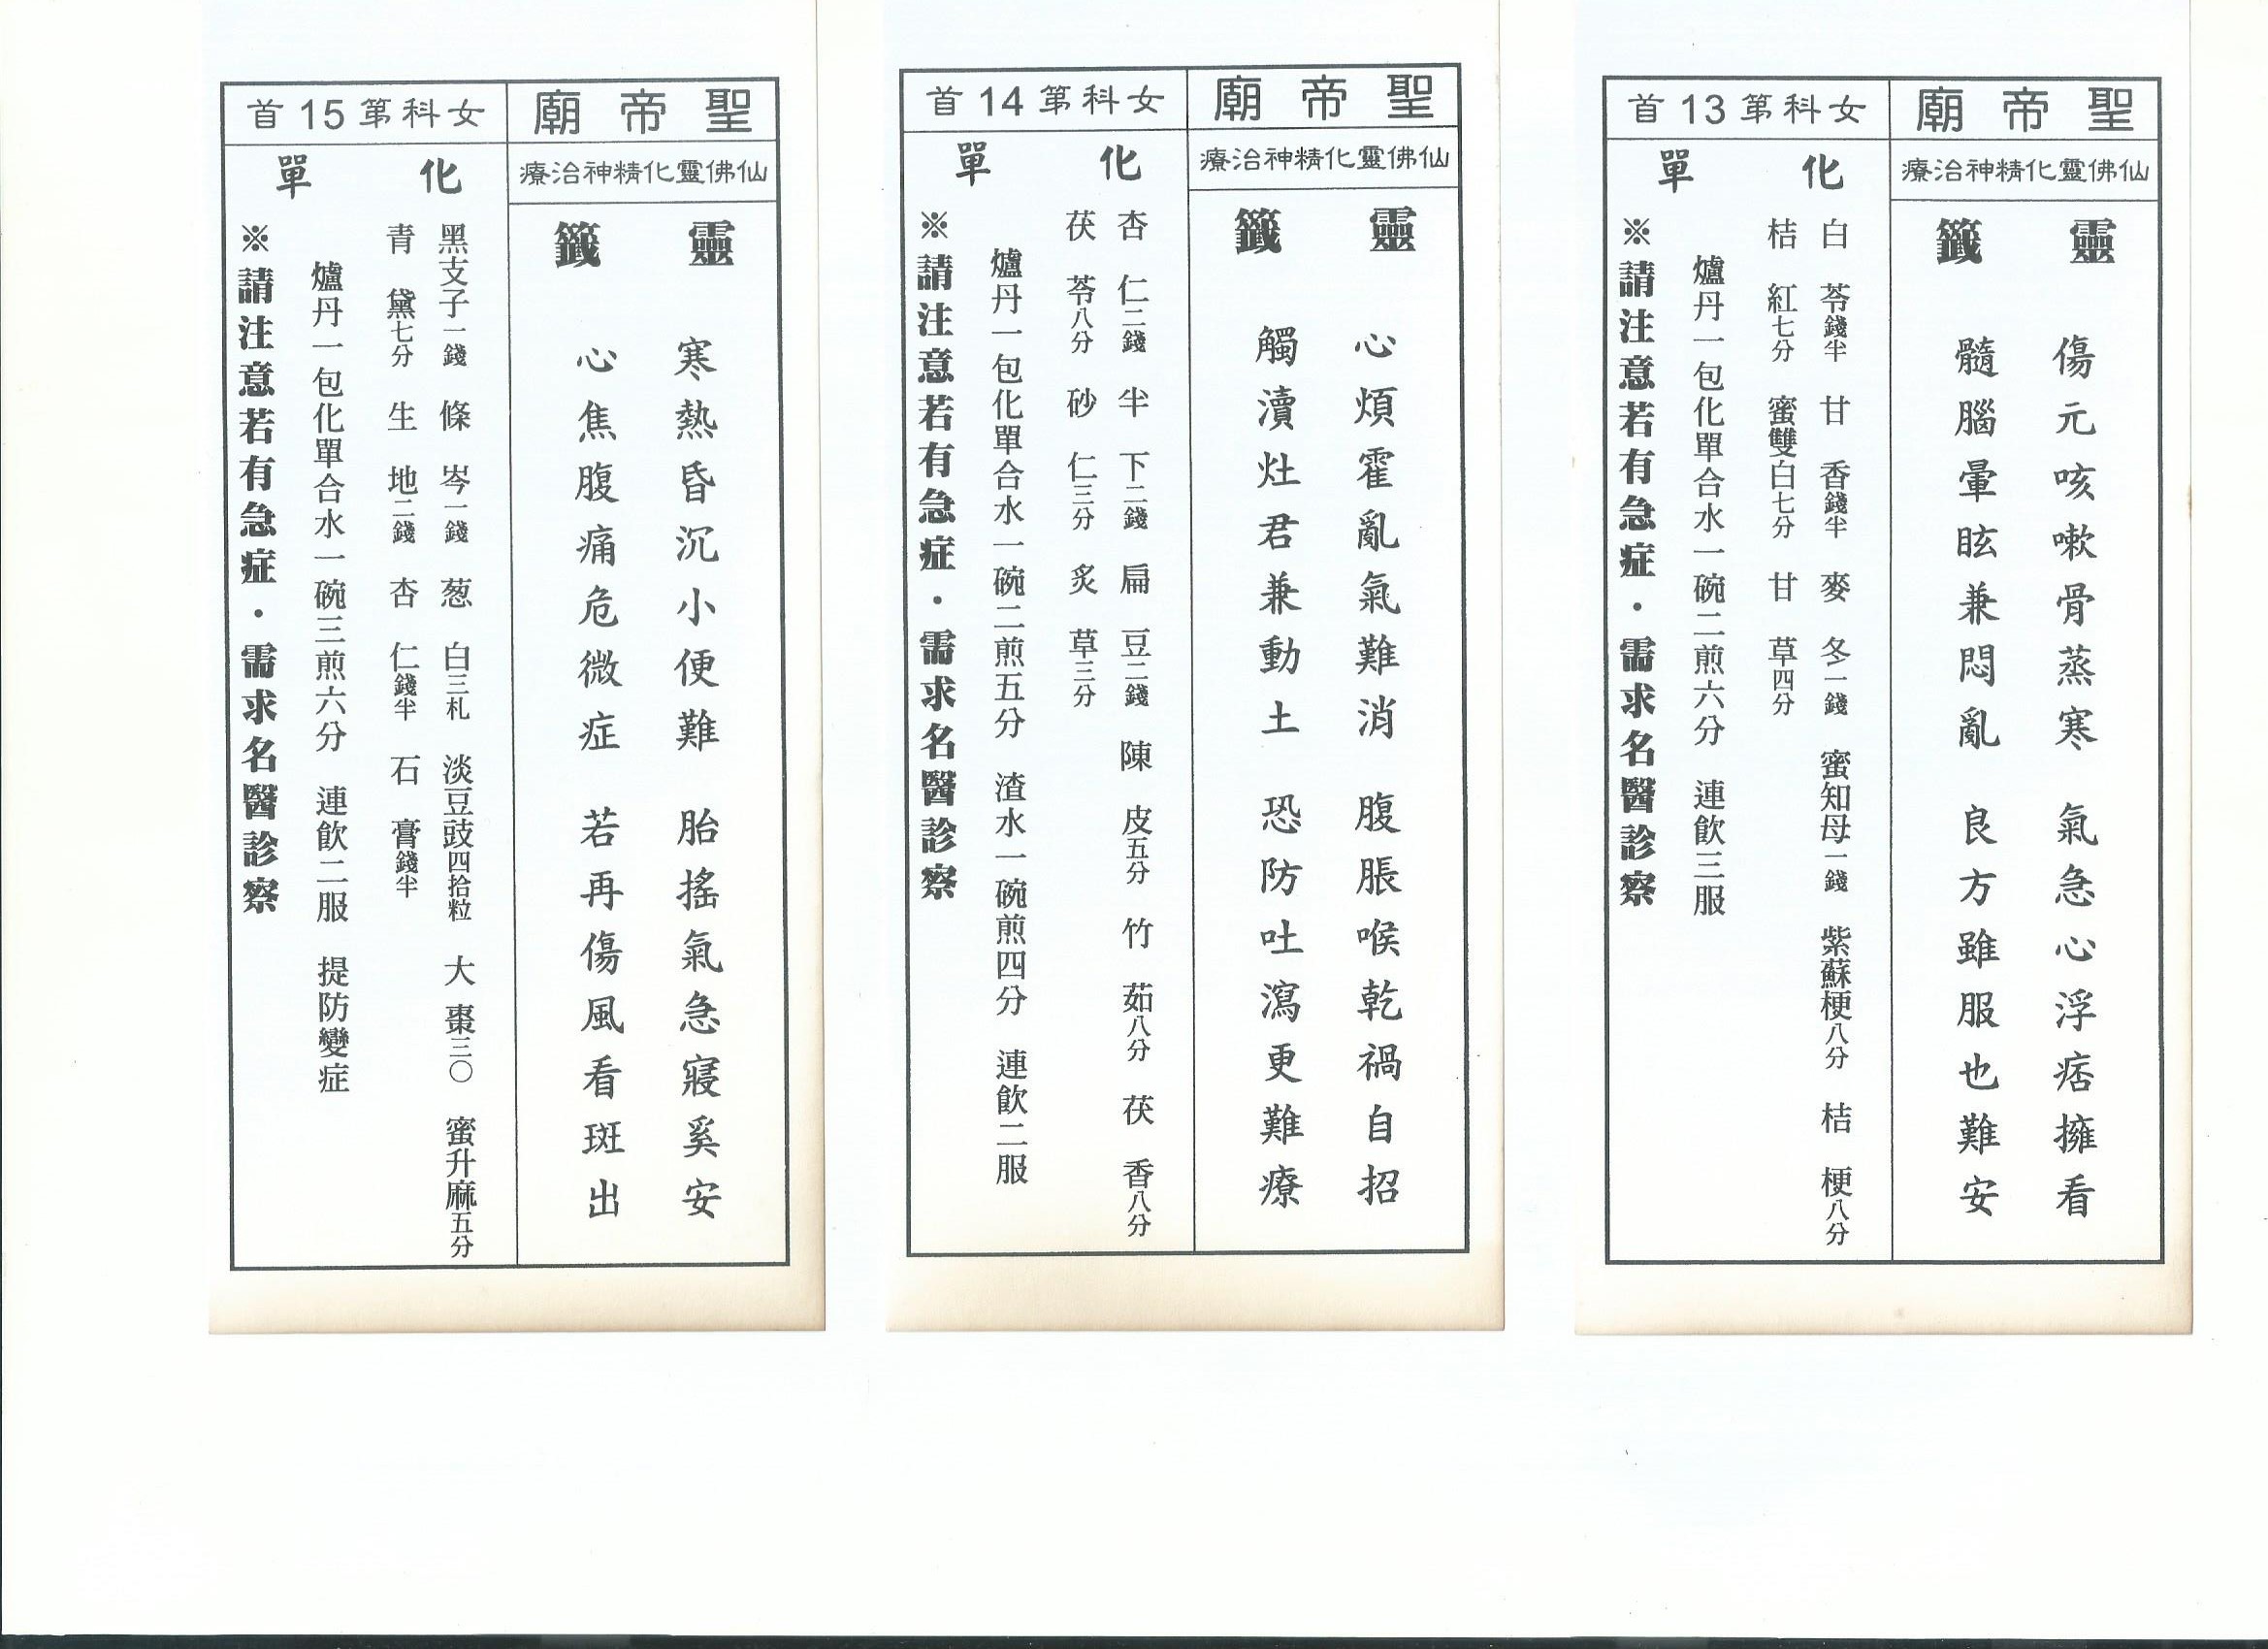 聖帝廟
女科第13首
仙佛靈化精神治療
靈籤
傷元咳嗽骨蒸寒　氣急心浮痞擁看
髓腦暈眩兼悶亂　良方雖服也難安
化單
白苓錢半　甘香錢半　麥冬一錢　蜜知母一錢　紫蘇梗八分　桔梗八分
桔紅七分　蜜雙白七分　甘草四分
爐丹一包化單合水一碗二煎六分　連飲三服
※請注意若有急症・需求名醫診察
聖帝廟
女科第14首
仙佛靈化精神治療
靈籤
心煩霍亂氣難消　腹脹喉乾禍自招
觸瀆灶君兼動土　恐防吐瀉更難療
化單
杏仁二錢　半下二錢　扁豆二錢　陳皮五分　竹茹八分　茯香八分
茯苓八分　砂仁三分　炙草三分
爐丹一包化單合水一碗二煎五分　渣水一碗煎四分　連飲二服
※請注意若有急症・需求名醫診察
聖帝廟
女科第15首
仙佛靈化精神治療
靈籤
寒熱昏沉小便難　胎搖氣急寢奚安
心焦腹痛危微症　若再傷風看斑出
化單
黑支子一錢　條岑一錢　葱白三札　淡豆豉四拾粒　大棗三〇　蜜升麻五分
青黛七分　生地二錢　杏仁錢半　石膏錢半
爐丹一包化單合水一碗三煎六分　連飲二服　提防變症
※請注意若有急症・需求名醫診察